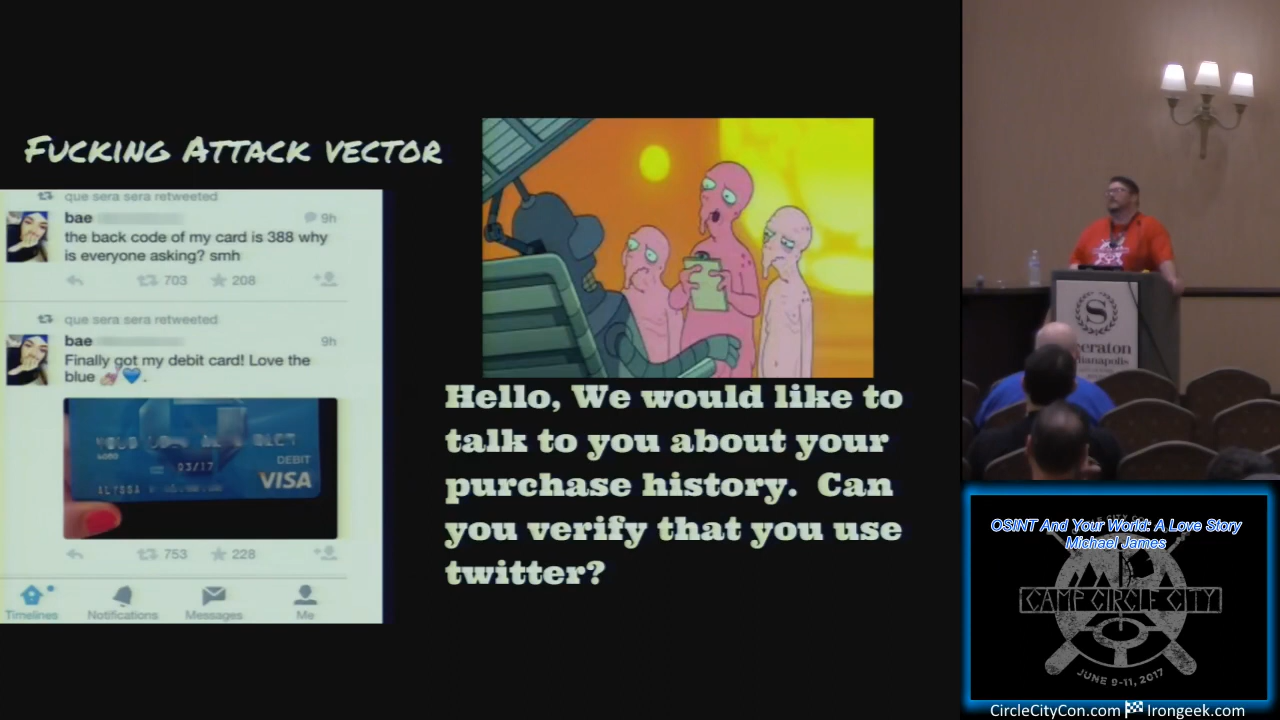 Fucking Attack vector
que sera sera retweeted
bae
9h
the back code of my card is 388 why
is everyone asking? smh
703 208
que sera sera retweeted
bae
9h
Finally got my debit card! Love the
blue 💅💙.
03/17
DEBIT
VISA
ALYSSA
753 228
Timelines Notifications Messages Me
Hello, We would like to
talk to you about your
purchase history. Can
you verify that you use
twitter?
S
OSINT And Your World: A Love Story
Michael James
CAMP CIRCLE CITY
JUNE 9-11, 2017
CircleCityCon.com Irongeek.com